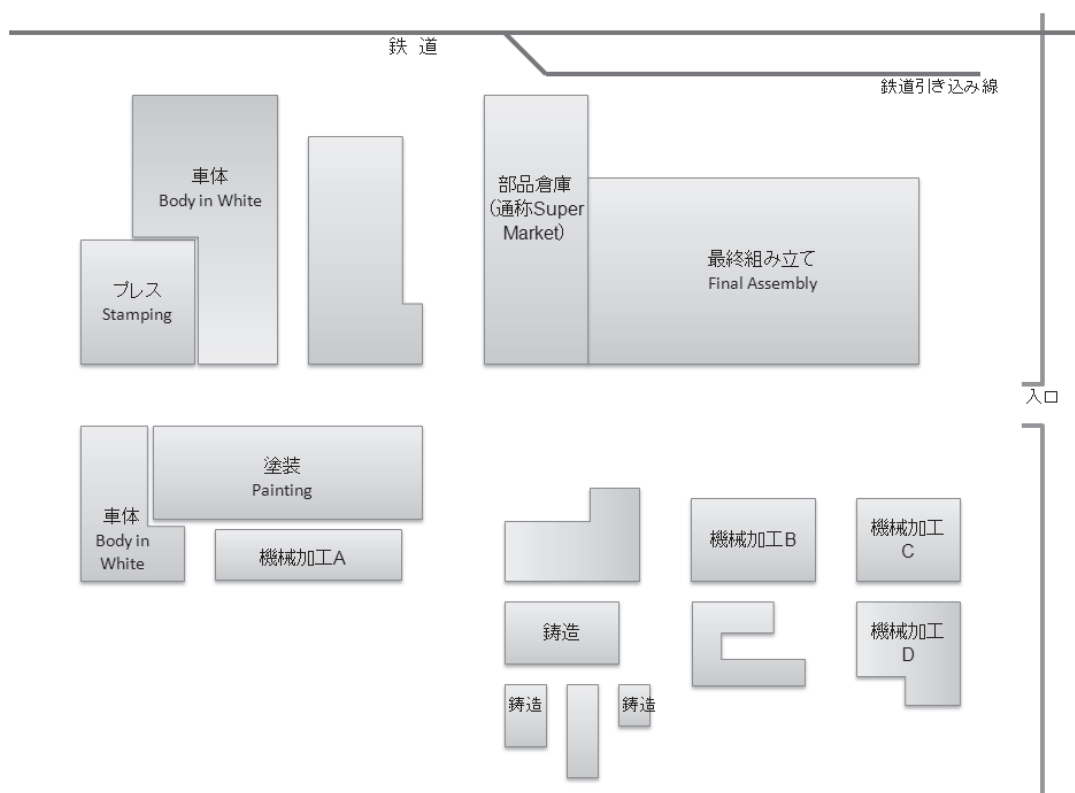 鉄 道
鉄道引き込み線
車体
Body in White
部品倉庫
(通称Super
Market)
最終組み立て
Final Assembly
プレス
Stamping
入口
塗装
Painting
車体
Body in
White
機械加工A
機械加工B
機械加工
C
鋳造
機械加工
D
鋳造
鋳造